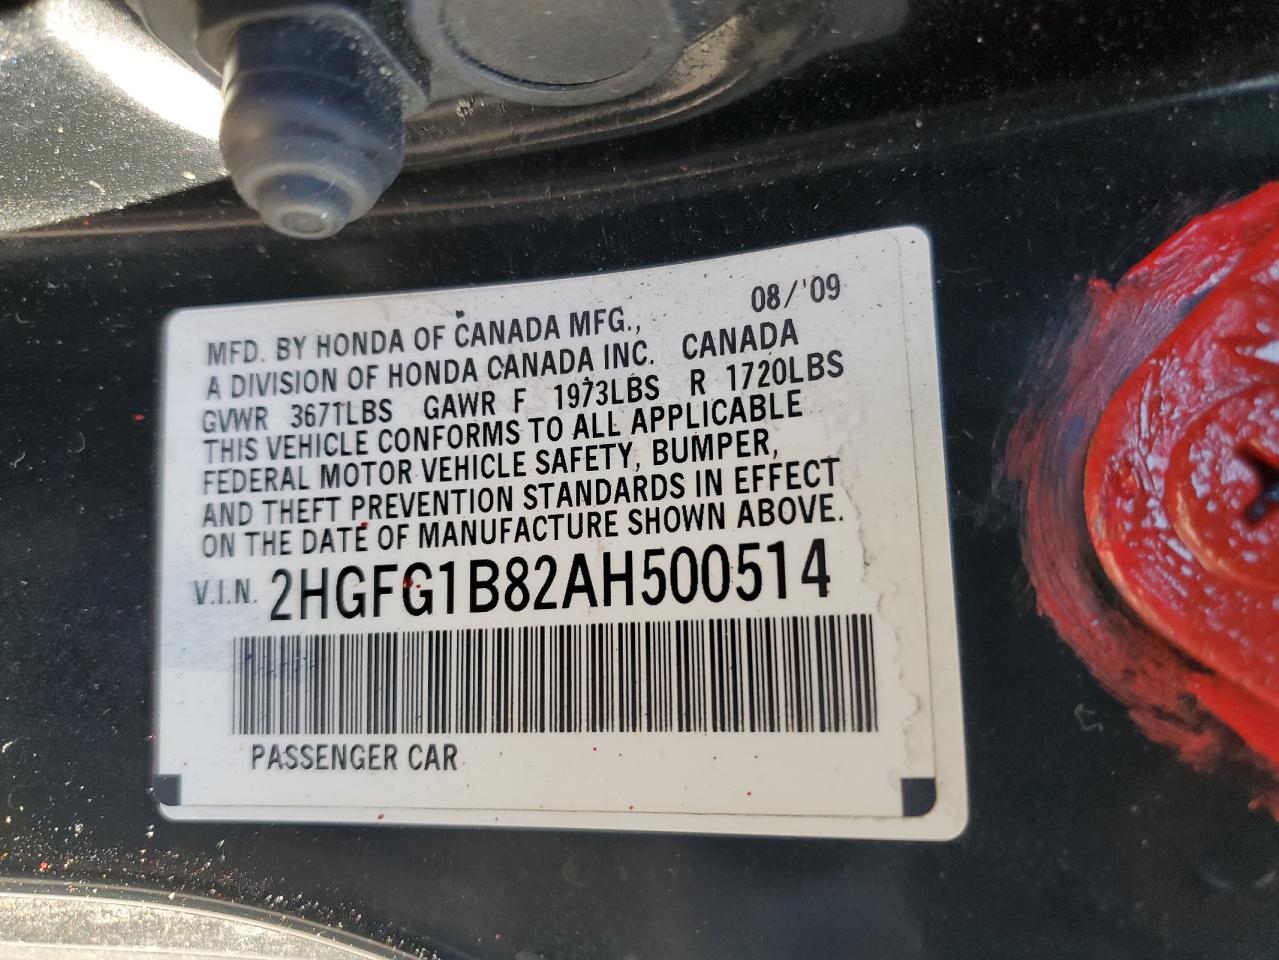 08/'09
MFD. BY HONDA OF CANADA MFG.,
A DIVISION OF HONDA CANADA INC. CANADA
GVWR 3671LBS GAWR F 1973LBS R 1720LBS
THIS VEHICLE CONFORMS TO ALL APPLICABLE
FEDERAL MOTOR VEHICLE SAFETY, BUMPER,
AND THEFT PREVENTION STANDARDS IN EFFECT
ON THE DATE OF MANUFACTURE SHOWN ABOVE.
V.I.N. 2HGFG1B82AH500514
PASSENGER CAR